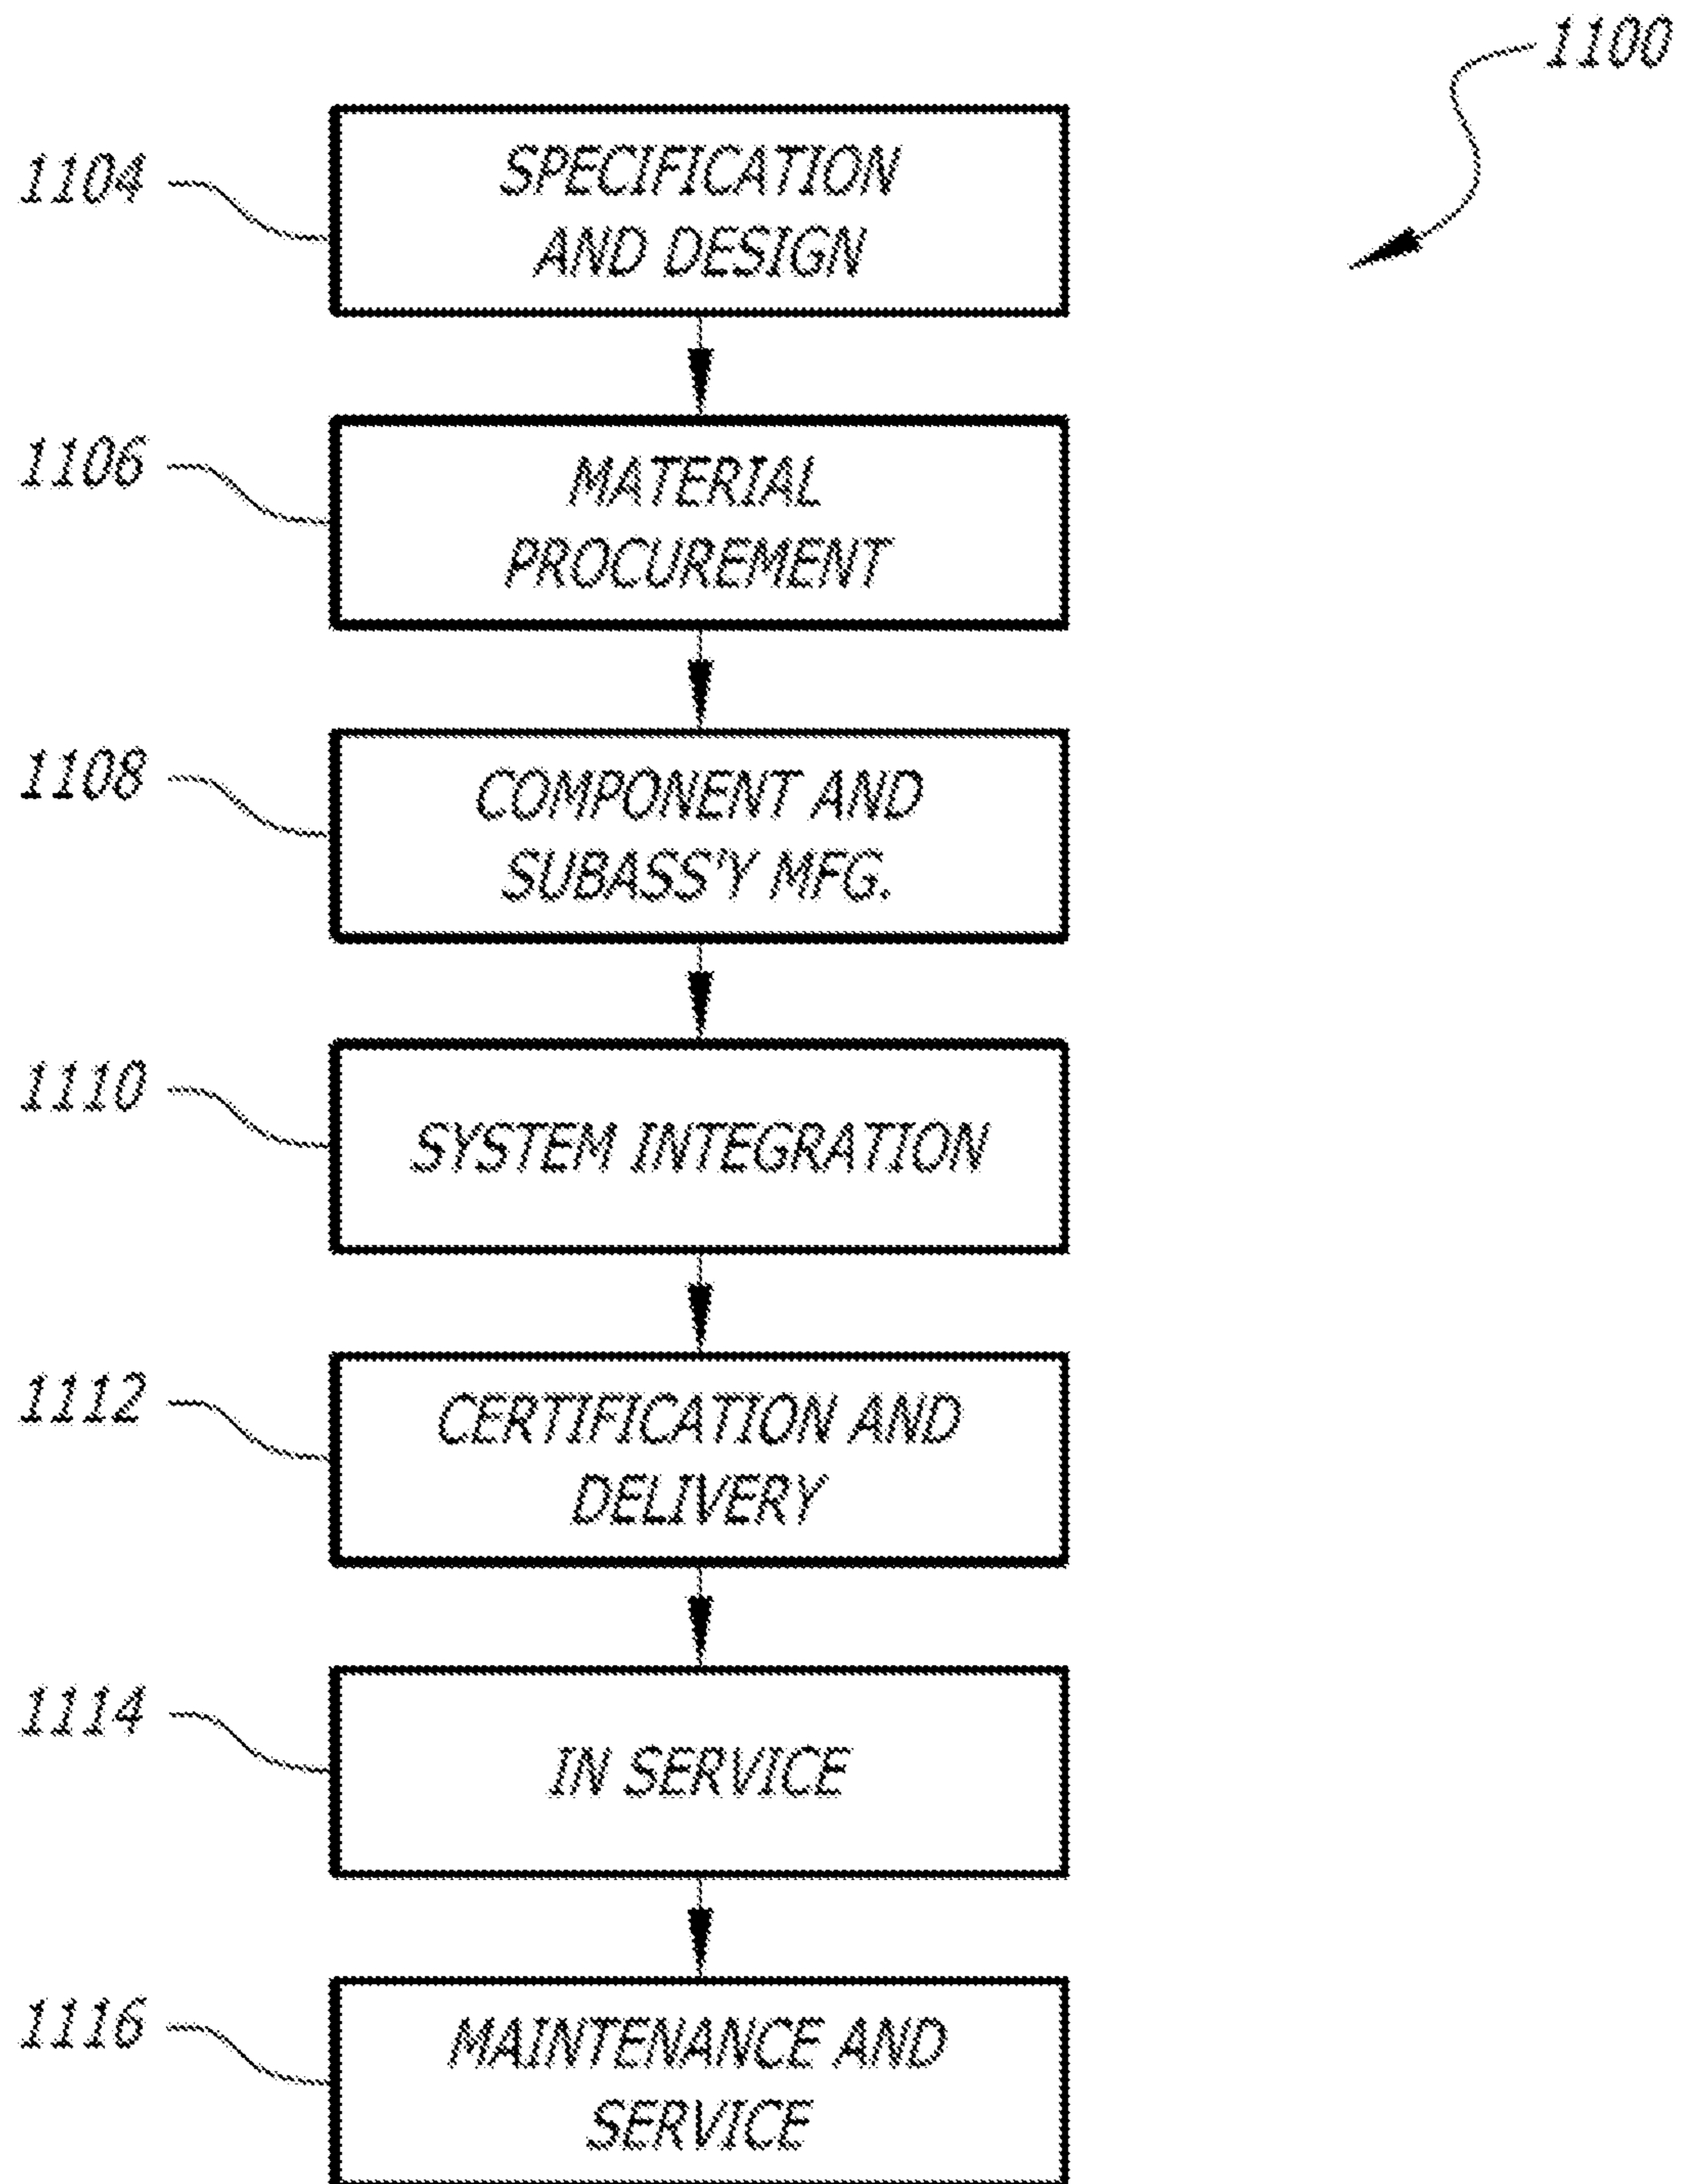 1100
1104
SPECIFICATION
AND DESIGN
1106
MATERIAL
PROCUREMENT
1108
COMPONENT AND
SUBASS'Y MFG.
1110
SYSTEM INTEGRATION
1112
CERTIFICATION AND
DELIVERY
1114
IN SERVICE
1116
MAINTENANCE AND
SERVICE